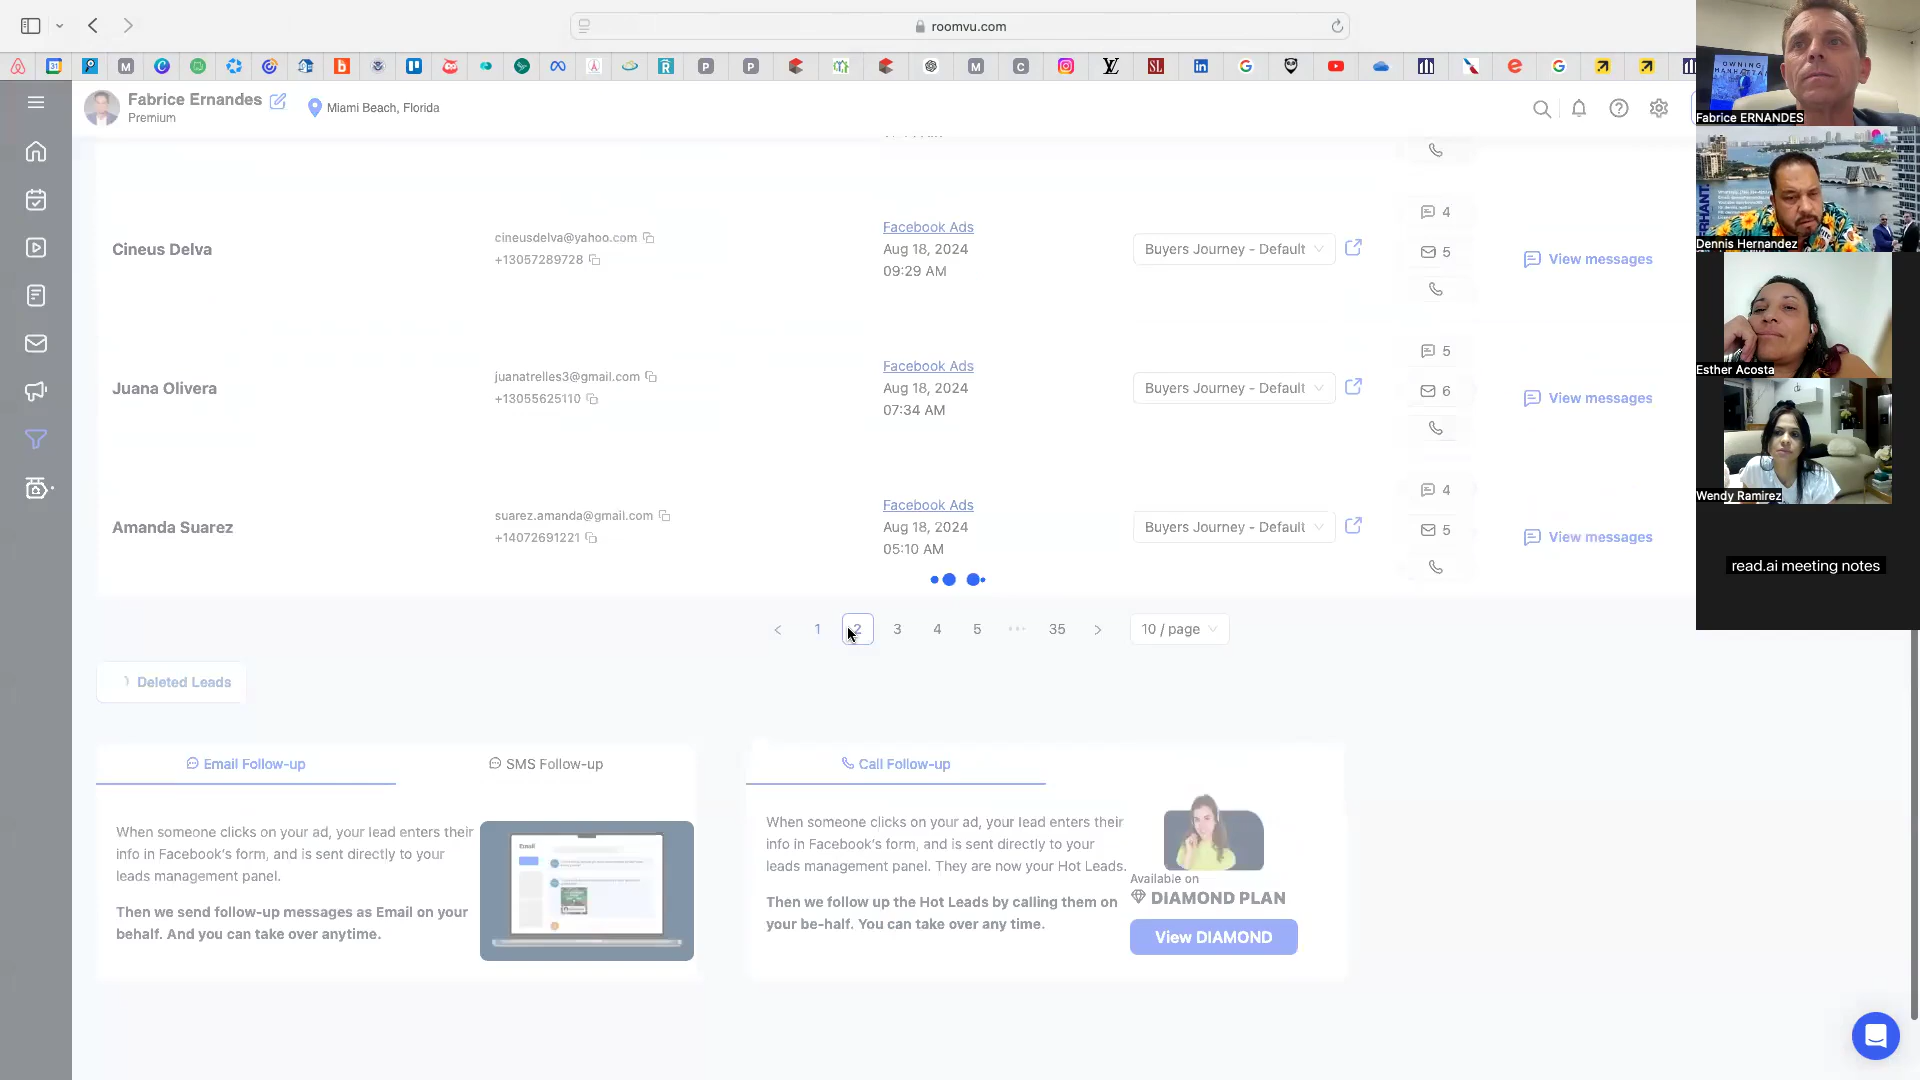 roomvu.com
Fabrice Ernandes
Premium
Miami Beach, Florida
Cineus Delva
cineusdelva@yahoo.com
+13057289728
Facebook Ads
Aug 18, 2024
09:29 AM
Buyers Journey - Default
4
5
View messages
Juana Olivera
juanatrelles3@gmail.com
+13055625110
Facebook Ads
Aug 18, 2024
07:34 AM
Buyers Journey - Default
5
6
View messages
Amanda Suarez
suarez.amanda@gmail.com
+14072691221
Facebook Ads
Aug 18, 2024
05:10 AM
Buyers Journey - Default
4
5
View messages
< 1 2 3 4 5 ••• 35 > 10 / page
Deleted Leads
Email Follow-up
SMS Follow-up
When someone clicks on your ad, your lead enters their
info in Facebook's form, and is sent directly to your
leads management panel.
Then we send follow-up messages as Email on your
behalf. And you can take over anytime.
Email
Call Follow-up
When someone clicks on your ad, your lead enters their
info in Facebook's form, and is sent directly to your
leads management panel. They are now your Hot Leads.
Then we follow up the Hot Leads by calling them on
your be-half. You can take over any time.
Available on
DIAMOND PLAN
View DIAMOND
OWNING
MANHATTAN
Fabrice ERNANDES
Dennis Hernandez
Esther Acosta
Wendy Ramirez
read.ai meeting notes